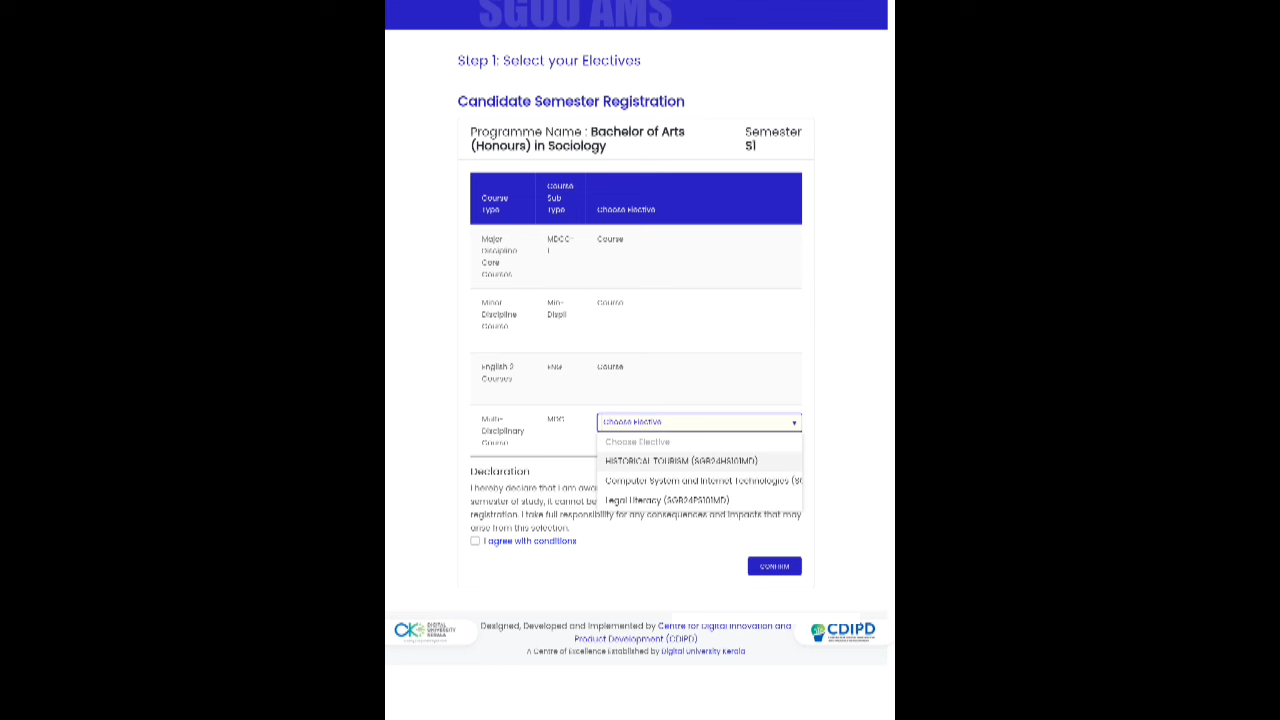 SGOU AMS
Step 1: Select your Electives
Candidate Semester Registration
Programme Name : Bachelor of Arts
(Honours) in Sociology
Semester
S1
Course
Type
Course
Sub
Type
Choose Elective
Major
Discipline
Core
Courses
MDCC-
1
Course
Minor
Discipline
Course
Min-
Displ
Course
English 2
Courses
ENG
Course
Multi-
Disciplinary
Course
MDC
Choose Elective
Choose Elective
HISTORICAL TOURISM (SGB24HS101MD)
Computer System and Internet Technologies (SG
Legal Literacy (SGB24PS101MD)
Declaration
I hereby declare that I am awa
semester of study, it cannot be
registration. I take full responsibility for any consequences and impacts that may
arise from this selection.
I agree with conditions
CONFIRM
DIGITAL
UNIVERSITY
KERALA
Designed, Developed and Implemented by Centre for Digital Innovation and
Product Development (CDIPD)
A Centre of Excellence Established by Digital University Kerala
CDIPD